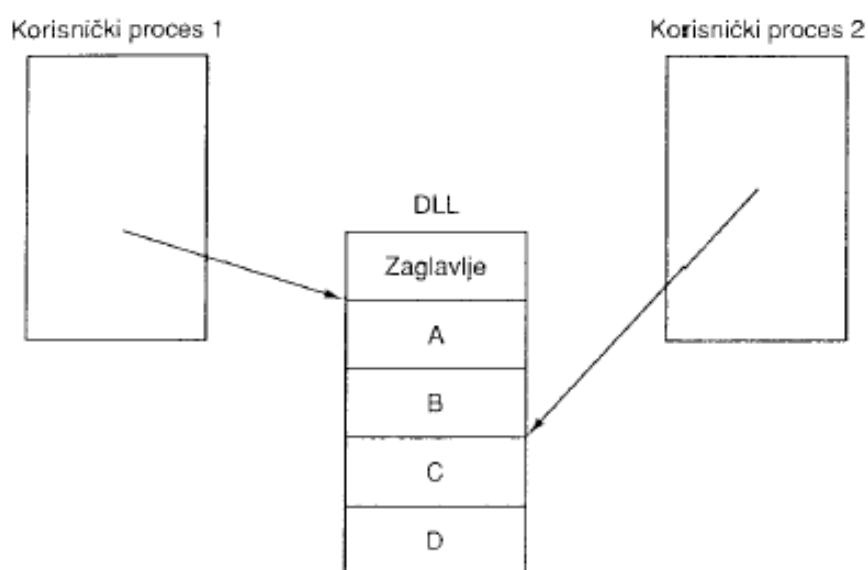 Korisnički proces 1
Korisnički proces 2
DLL
Zaglavlje
A
B
C
D